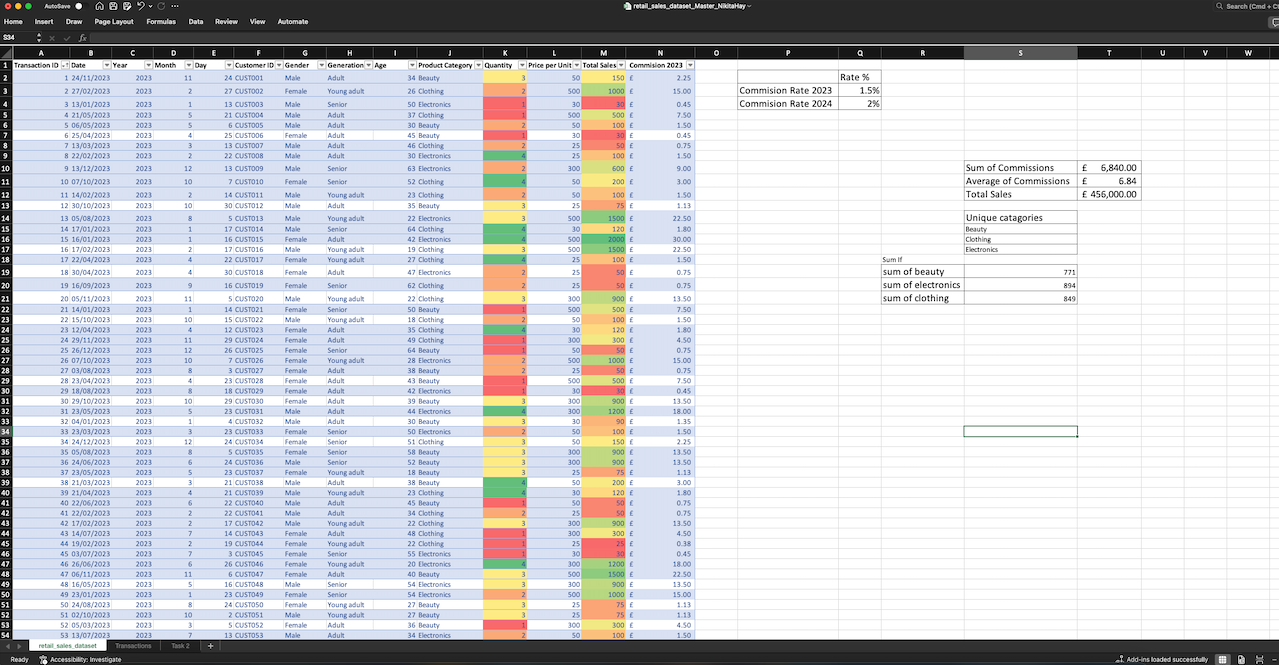 AutoSave
retail_sales_dataset_Master_NikitaHay
Search (Cmd + Ct
Home Insert Draw Page Layout Formulas Data Review View Automate
S34 fx
A B C D E F G H I J K L M N O P Q R S T U V W
1 Transaction ID Date Year Month Day Customer ID Gender Generation Age Product Category Quantity Price per Unit Total Sales Commision 2023
2 1 24/11/2023 2023 11 24 CUST001 Male Adult 34 Beauty 3 50 150 £ 2.25 Rate %
3 2 27/02/2023 2023 2 27 CUST002 Female Young adult 26 Clothing 2 500 1000 £ 15.00 Commision Rate 2023 1.5%
4 3 13/01/2023 2023 1 13 CUST003 Male Senior 50 Electronics 1 30 30 £ 0.45 Commision Rate 2024 2%
5 4 21/05/2023 2023 5 21 CUST004 Male Adult 37 Clothing 1 500 500 £ 7.50
6 5 06/05/2023 2023 5 6 CUST005 Male Adult 30 Beauty 2 50 100 £ 1.50
7 6 25/04/2023 2023 4 25 CUST006 Female Adult 45 Beauty 1 30 30 £ 0.45
8 7 13/03/2023 2023 3 13 CUST007 Male Adult 46 Clothing 2 25 50 £ 0.75
9 8 22/02/2023 2023 2 22 CUST008 Male Adult 30 Electronics 4 25 100 £ 1.50
10 9 13/12/2023 2023 12 13 CUST009 Male Senior 63 Electronics 2 300 600 £ 9.00 Sum of Commissions £ 6,840.00
11 10 07/10/2023 2023 10 7 CUST010 Female Senior 52 Clothing 4 50 200 £ 3.00 Average of Commissions £ 6.84
12 11 14/02/2023 2023 2 14 CUST011 Male Young adult 23 Clothing 2 50 100 £ 1.50 Total Sales £ 456,000.00
13 12 30/10/2023 2023 10 30 CUST012 Male Adult 35 Beauty 3 25 75 £ 1.13
14 13 05/08/2023 2023 8 5 CUST013 Male Young adult 22 Electronics 3 500 1500 £ 22.50 Unique catagories
15 14 17/01/2023 2023 1 17 CUST014 Male Senior 64 Clothing 4 30 120 £ 1.80 Beauty
16 15 16/01/2023 2023 1 16 CUST015 Female Adult 42 Electronics 4 500 2000 £ 30.00 Clothing
17 16 17/02/2023 2023 2 17 CUST016 Male Young adult 19 Clothing 3 500 1500 £ 22.50 Electronics
18 17 22/04/2023 2023 4 22 CUST017 Female Young adult 27 Clothing 4 25 100 £ 1.50 Sum If
19 18 30/04/2023 2023 4 30 CUST018 Female Adult 47 Electronics 2 25 50 £ 0.75 sum of beauty 771
20 19 16/09/2023 2023 9 16 CUST019 Female Senior 62 Clothing 2 25 50 £ 0.75 sum of electronics 894
21 20 05/11/2023 2023 11 5 CUST020 Male Young adult 22 Clothing 3 300 900 £ 13.50 sum of clothing 849
22 21 14/01/2023 2023 1 14 CUST021 Female Senior 50 Beauty 1 500 500 £ 7.50
23 22 15/10/2023 2023 10 15 CUST022 Male Young adult 18 Clothing 2 50 100 £ 1.50
24 23 12/04/2023 2023 4 12 CUST023 Female Adult 35 Clothing 4 30 120 £ 1.80
25 24 29/11/2023 2023 11 29 CUST024 Female Adult 49 Clothing 1 300 300 £ 4.50
26 25 26/12/2023 2023 12 26 CUST025 Female Senior 64 Beauty 1 50 50 £ 0.75
27 26 07/10/2023 2023 10 7 CUST026 Female Young adult 28 Electronics 2 500 1000 £ 15.00
28 27 03/08/2023 2023 8 3 CUST027 Female Adult 38 Beauty 2 25 50 £ 0.75
29 28 23/04/2023 2023 4 23 CUST028 Female Adult 43 Beauty 1 500 500 £ 7.50
30 29 18/08/2023 2023 8 18 CUST029 Female Adult 42 Electronics 1 30 30 £ 0.45
31 30 29/10/2023 2023 10 29 CUST030 Female Adult 39 Beauty 3 300 900 £ 13.50
32 31 23/05/2023 2023 5 23 CUST031 Male Adult 44 Electronics 4 300 1200 £ 18.00
33 32 04/01/2023 2023 1 4 CUST032 Male Adult 30 Beauty 3 30 90 £ 1.35
34 33 23/03/2023 2023 3 23 CUST033 Female Senior 50 Electronics 2 50 100 £ 1.50
35 34 24/12/2023 2023 12 24 CUST034 Female Senior 51 Clothing 3 50 150 £ 2.25
36 35 05/08/2023 2023 8 5 CUST035 Female Senior 58 Beauty 3 300 900 £ 13.50
37 36 24/06/2023 2023 6 24 CUST036 Male Senior 52 Beauty 3 300 900 £ 13.50
38 37 23/05/2023 2023 5 23 CUST037 Female Young adult 18 Beauty 3 25 75 £ 1.13
39 38 21/03/2023 2023 3 21 CUST038 Male Adult 38 Beauty 4 50 200 £ 3.00
40 39 21/04/2023 2023 4 21 CUST039 Male Young adult 23 Clothing 4 30 120 £ 1.80
41 40 22/06/2023 2023 6 22 CUST040 Male Adult 45 Beauty 1 50 50 £ 0.75
42 41 22/02/2023 2023 2 22 CUST041 Male Adult 34 Clothing 2 25 50 £ 0.75
43 42 17/02/2023 2023 2 17 CUST042 Male Young adult 22 Clothing 3 300 900 £ 13.50
44 43 14/07/2023 2023 7 14 CUST043 Female Adult 48 Clothing 1 300 300 £ 4.50
45 44 19/02/2023 2023 2 19 CUST044 Female Young adult 22 Clothing 1 25 25 £ 0.38
46 45 03/07/2023 2023 7 3 CUST045 Female Senior 55 Electronics 1 30 30 £ 0.45
47 46 26/06/2023 2023 6 26 CUST046 Female Young adult 20 Electronics 4 300 1200 £ 18.00
48 47 06/11/2023 2023 11 6 CUST047 Female Adult 40 Beauty 3 500 1500 £ 22.50
49 48 16/05/2023 2023 5 16 CUST048 Male Senior 54 Electronics 3 300 900 £ 13.50
50 49 23/01/2023 2023 1 23 CUST049 Female Senior 54 Electronics 2 500 1000 £ 15.00
51 50 24/08/2023 2023 8 24 CUST050 Female Young adult 27 Beauty 3 25 75 £ 1.13
52 51 02/10/2023 2023 10 2 CUST051 Male Young adult 27 Beauty 3 25 75 £ 1.13
53 52 05/03/2023 2023 3 5 CUST052 Female Adult 36 Beauty 1 300 300 £ 4.50
54 53 13/07/2023 2023 7 13 CUST053 Male Adult 34 Electronics 2 50 100 £ 1.50
retail_sales_dataset Transactions Task 2 +
Ready Accessibility: Investigate Add-ins loaded successfully